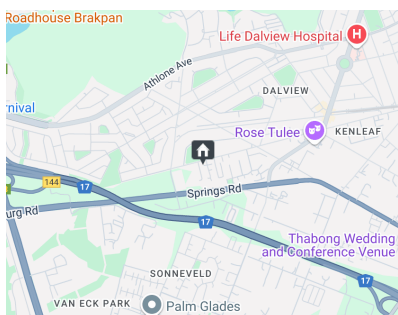 Roadhouse Brakpan
Life Dalview Hospital
H
Athlone Ave
DALVIEW
rnival
Rose Tulee
KENLEAF
144
17
Springs Rd
urg Rd
17
Thabong Wedding
and Conference Venue
SONNEVELD
17
VAN ECK PARK
Palm Glades